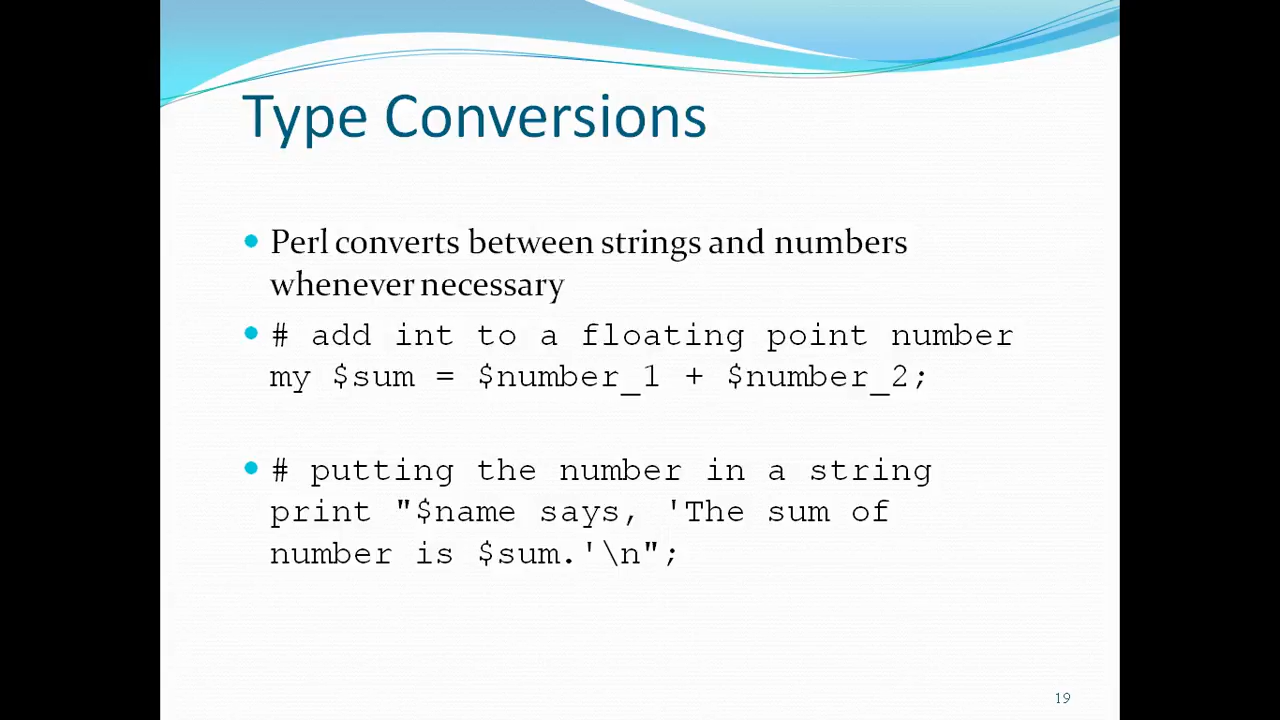 Type Conversions
Perl converts between strings and numbers
whenever necessary
# add int to a floating point number
my $sum = $number_1 + $number_2;
# putting the number in a string
print "$name says, 'The sum of
number is $sum.'\n";
19